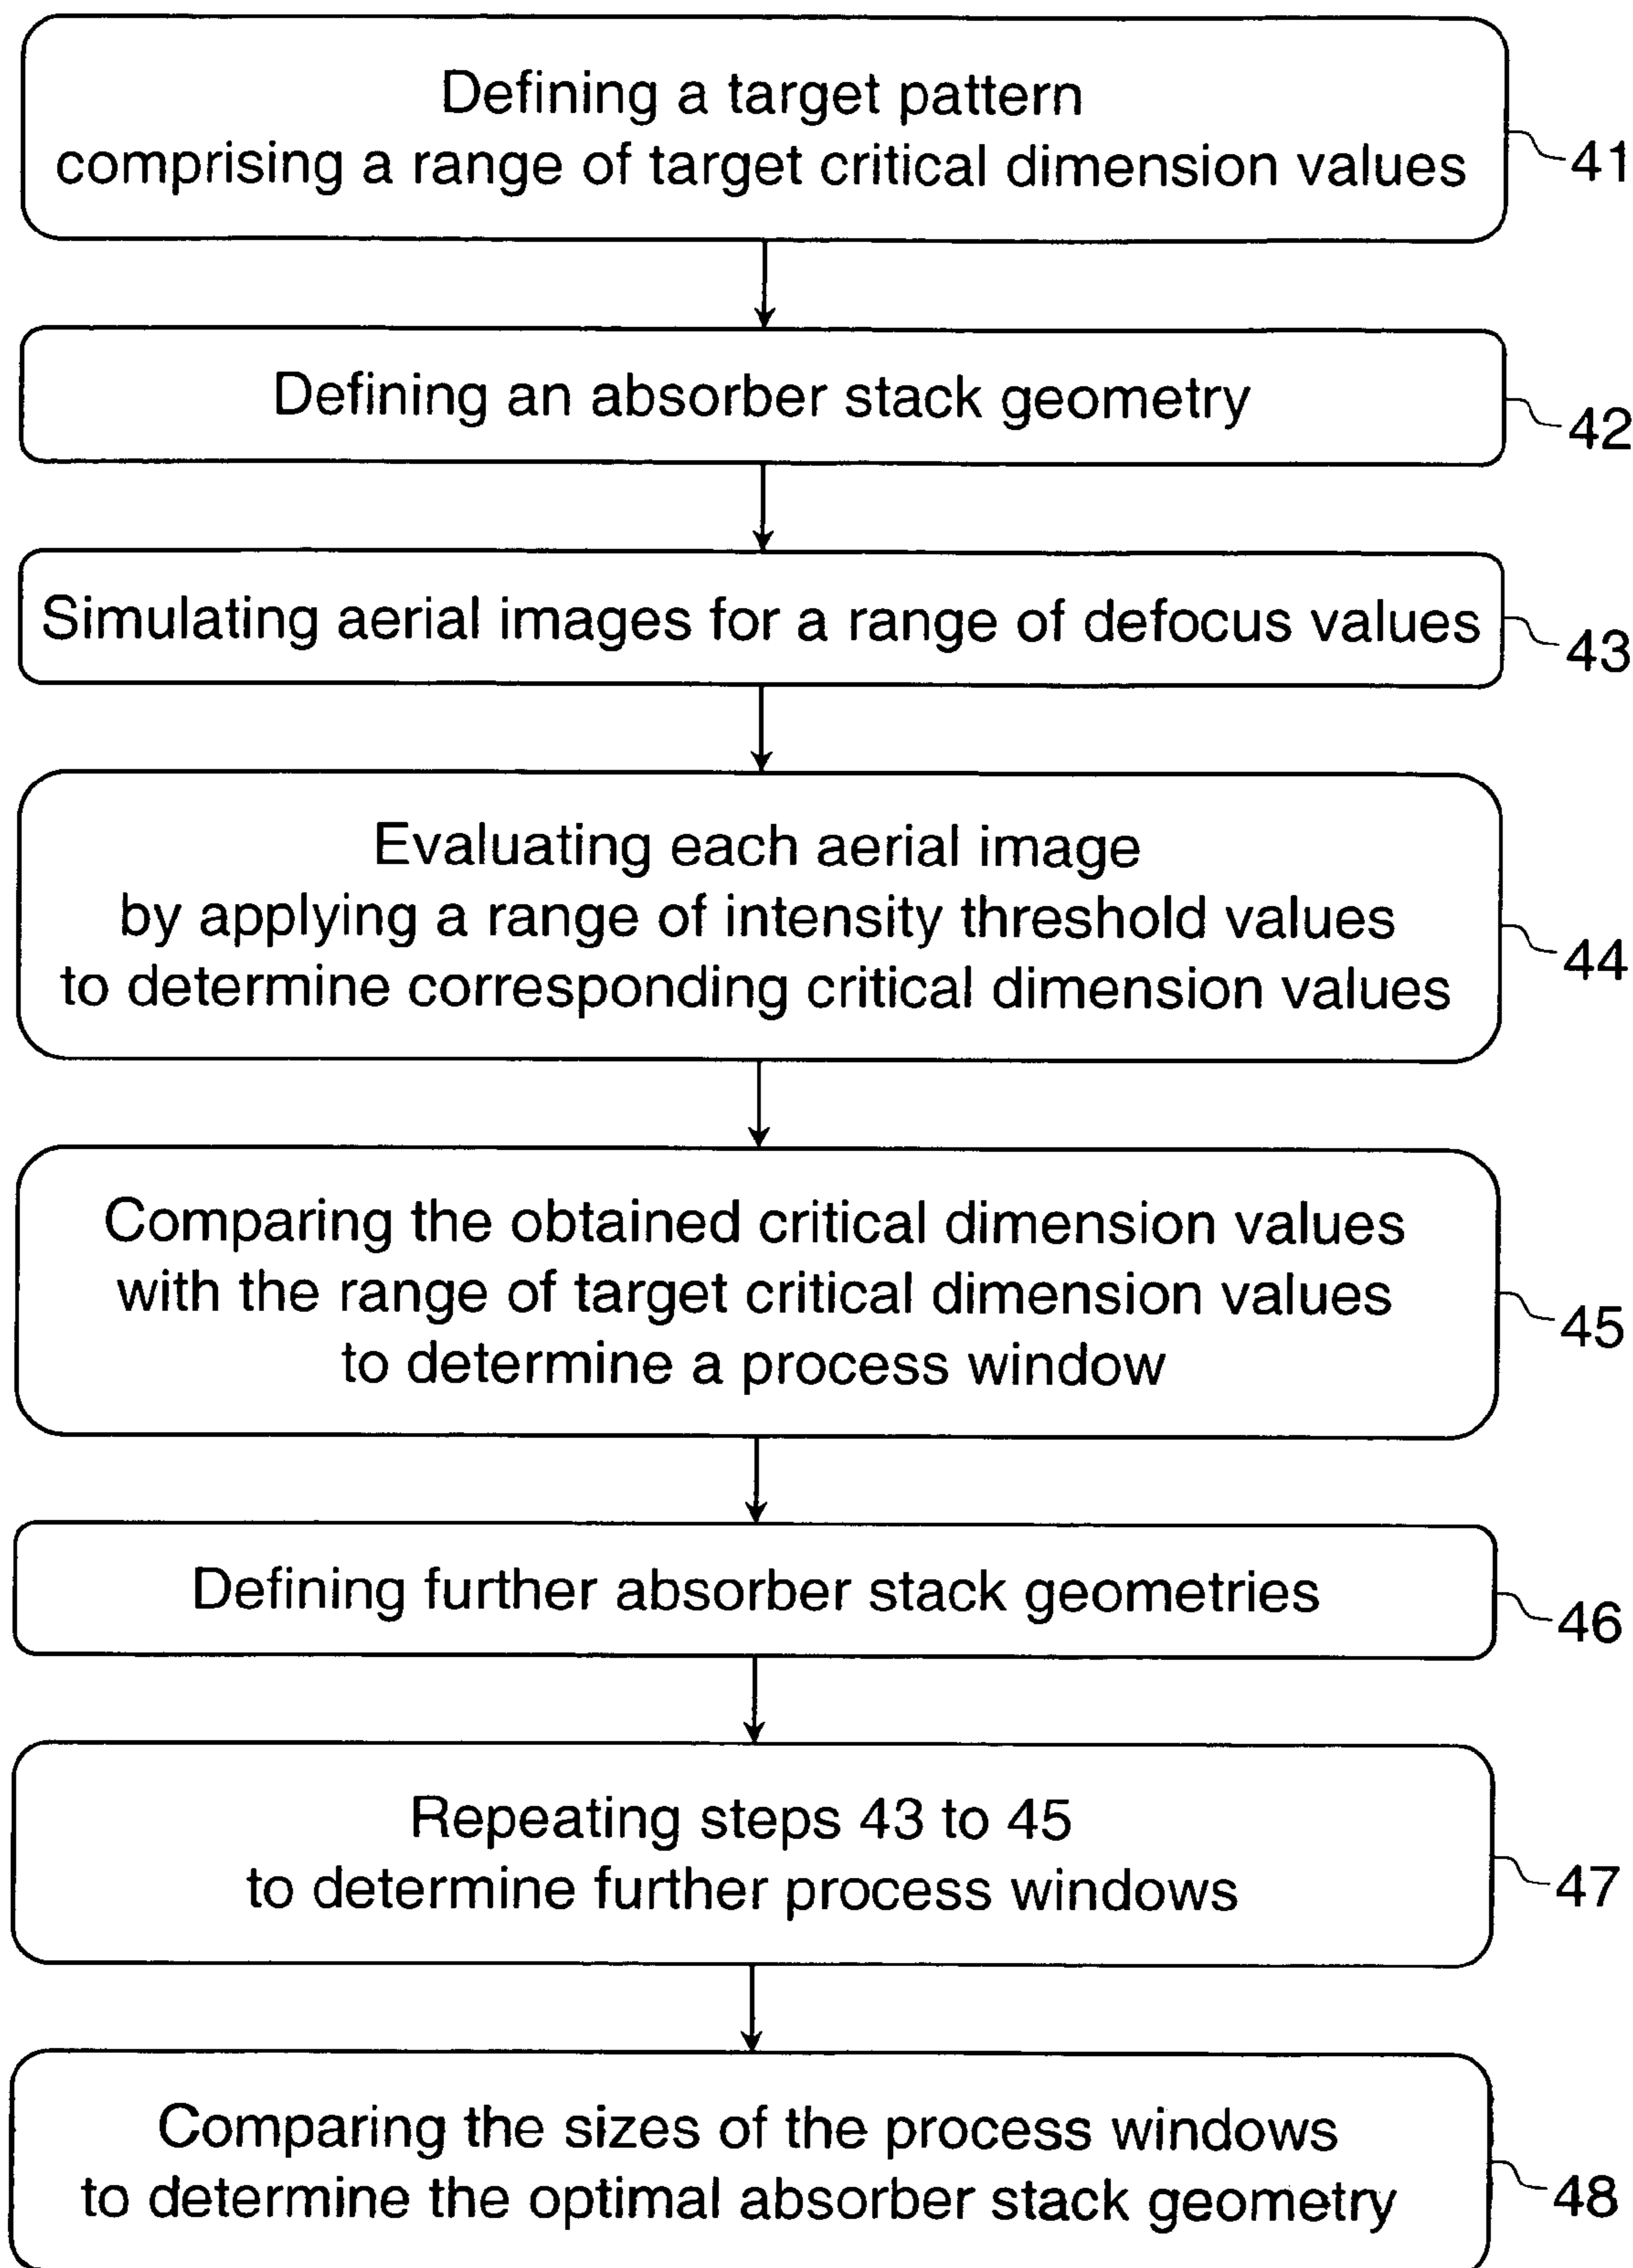 Defining a target pattern
comprising a range of target critical dimension values
41
Defining an absorber stack geometry
42
Simulating aerial images for a range of defocus values
43
Evaluating each aerial image
by applying a range of intensity threshold values
to determine corresponding critical dimension values
44
Comparing the obtained critical dimension values
with the range of target critical dimension values
to determine a process window
45
Defining further absorber stack geometries
46
Repeating steps 43 to 45
to determine further process windows
47
Comparing the sizes of the process windows
to determine the optimal absorber stack geometry
48